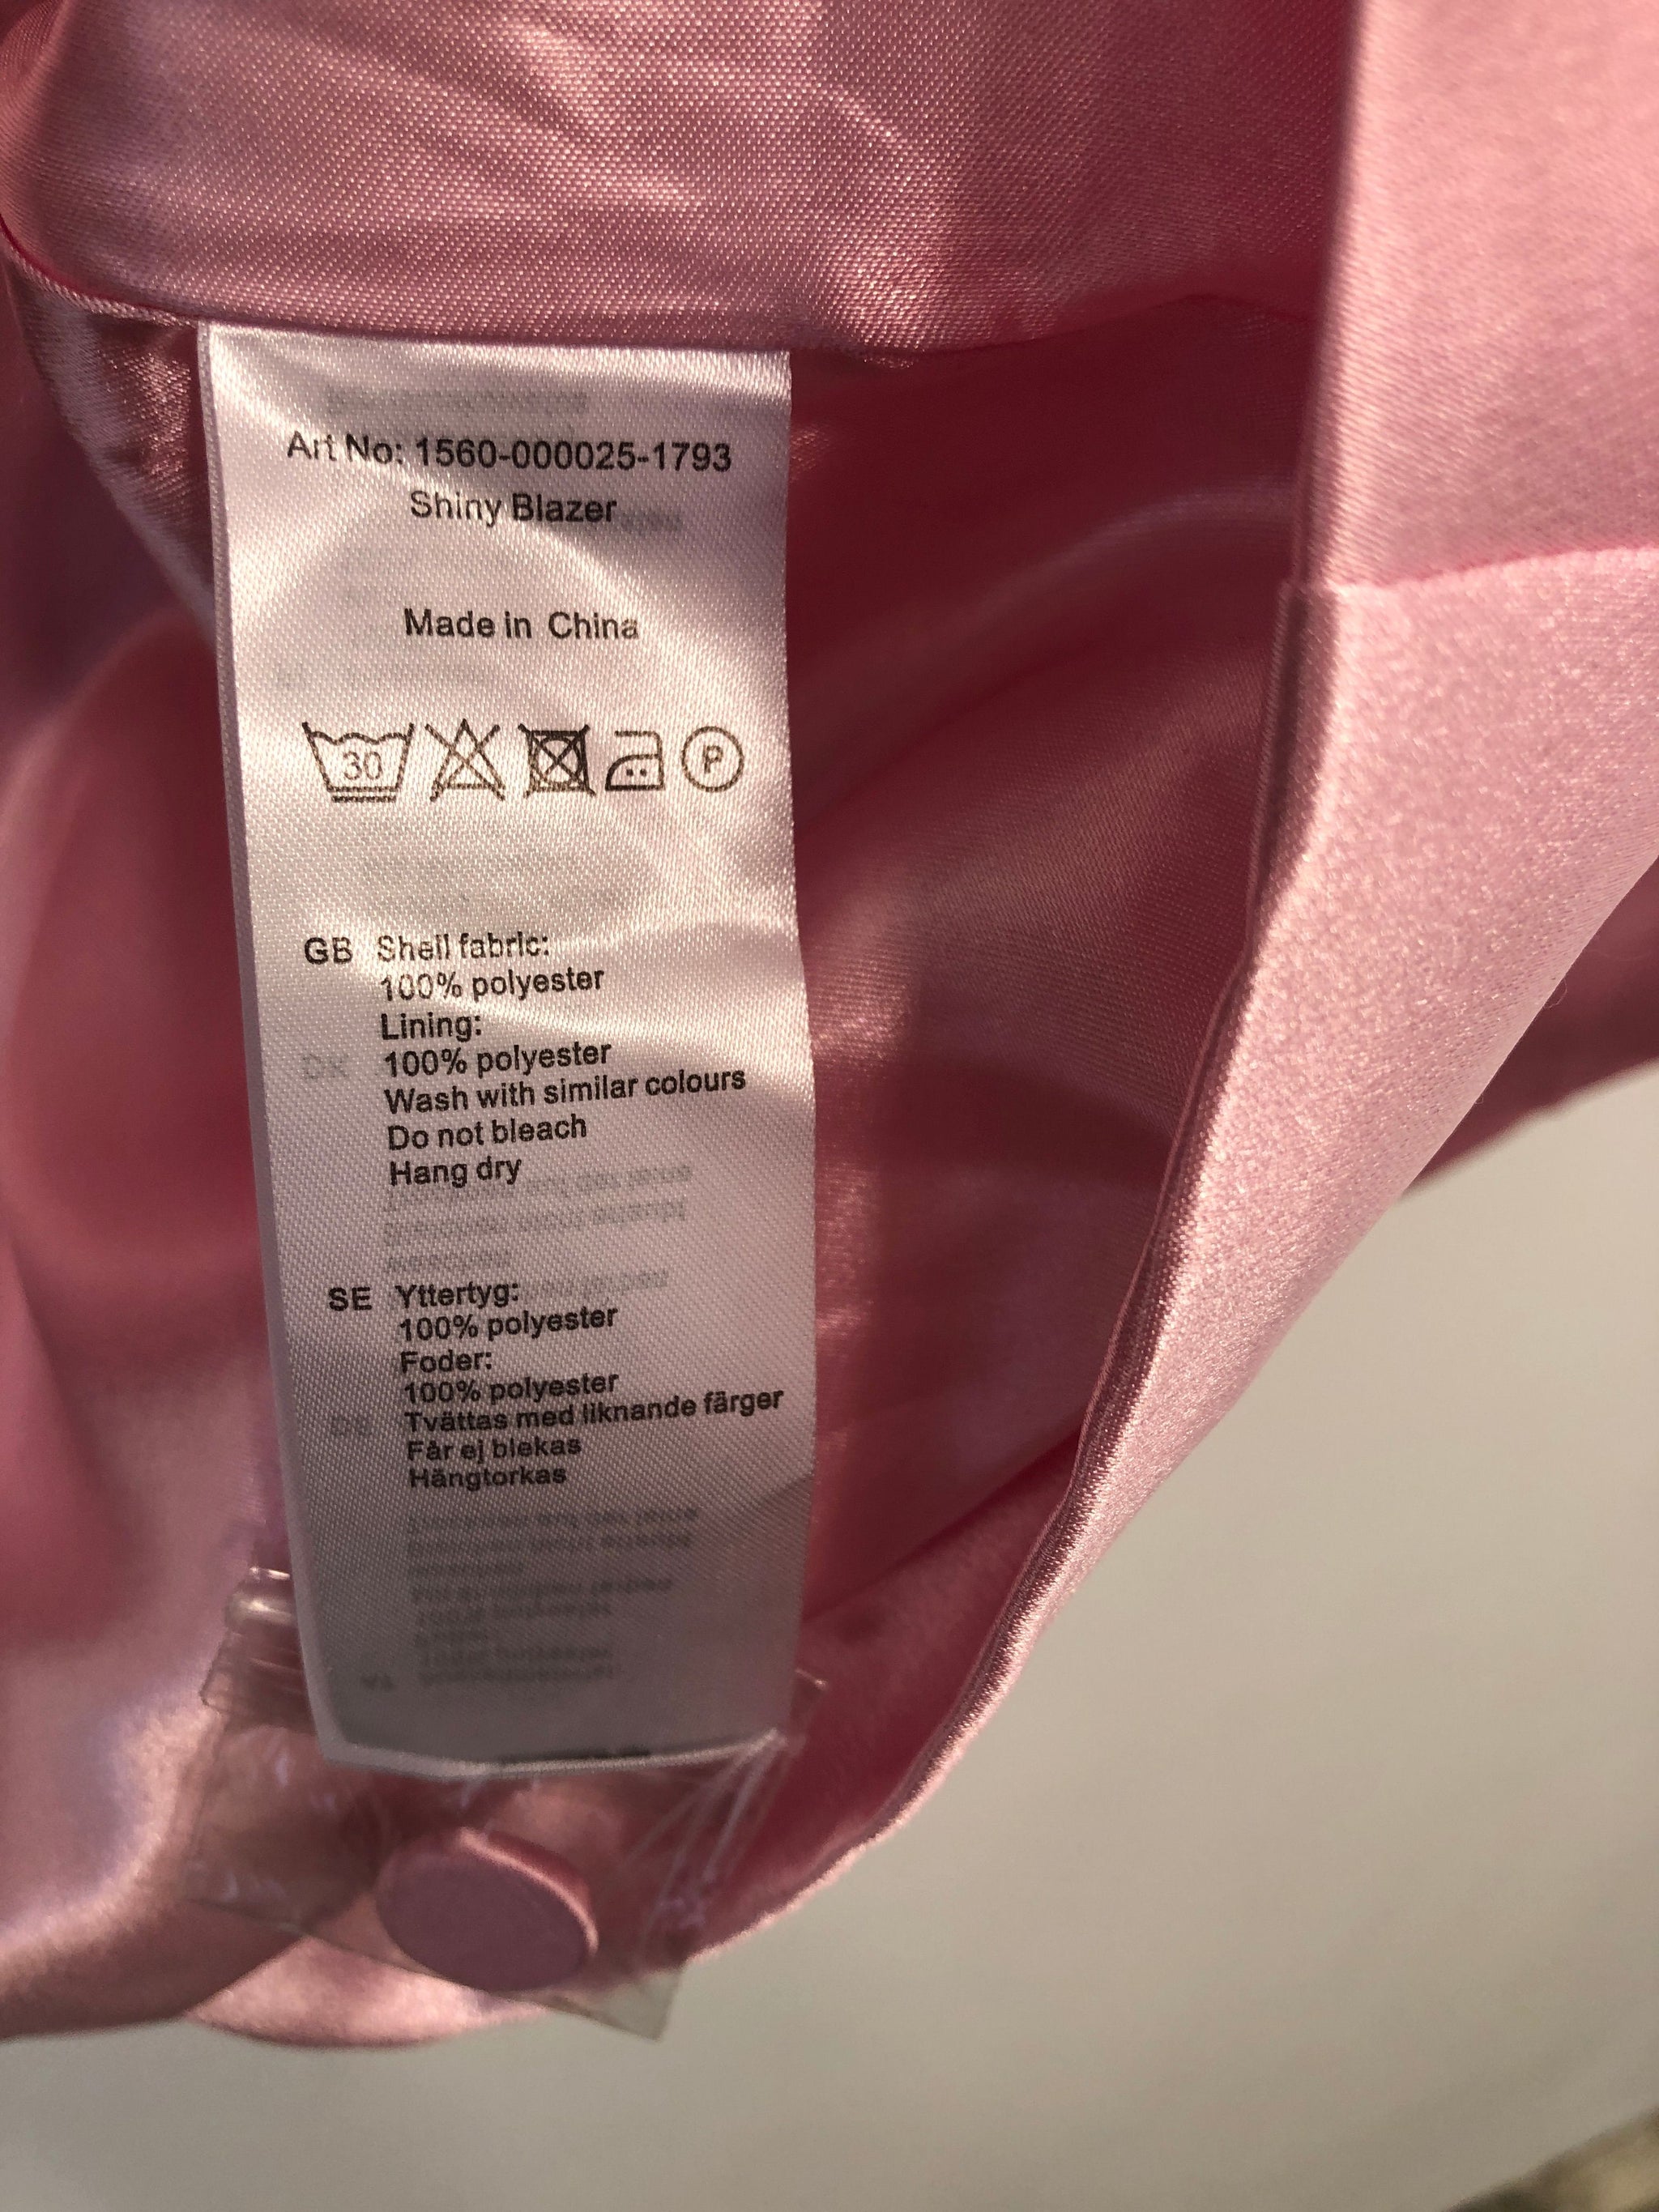 Art No: 1560-000025-1793
Shiny Blazer
Made in China
30
P
GB Shell fabric:
100% polyester
Lining:
100% polyester
Wash with similar colours
Do not bleach
Hang dry
SE Yttertyg:
100% polyester
Foder:
100% polyester
Tvättas med liknande färger
Får ej blekas
Hängtorkas